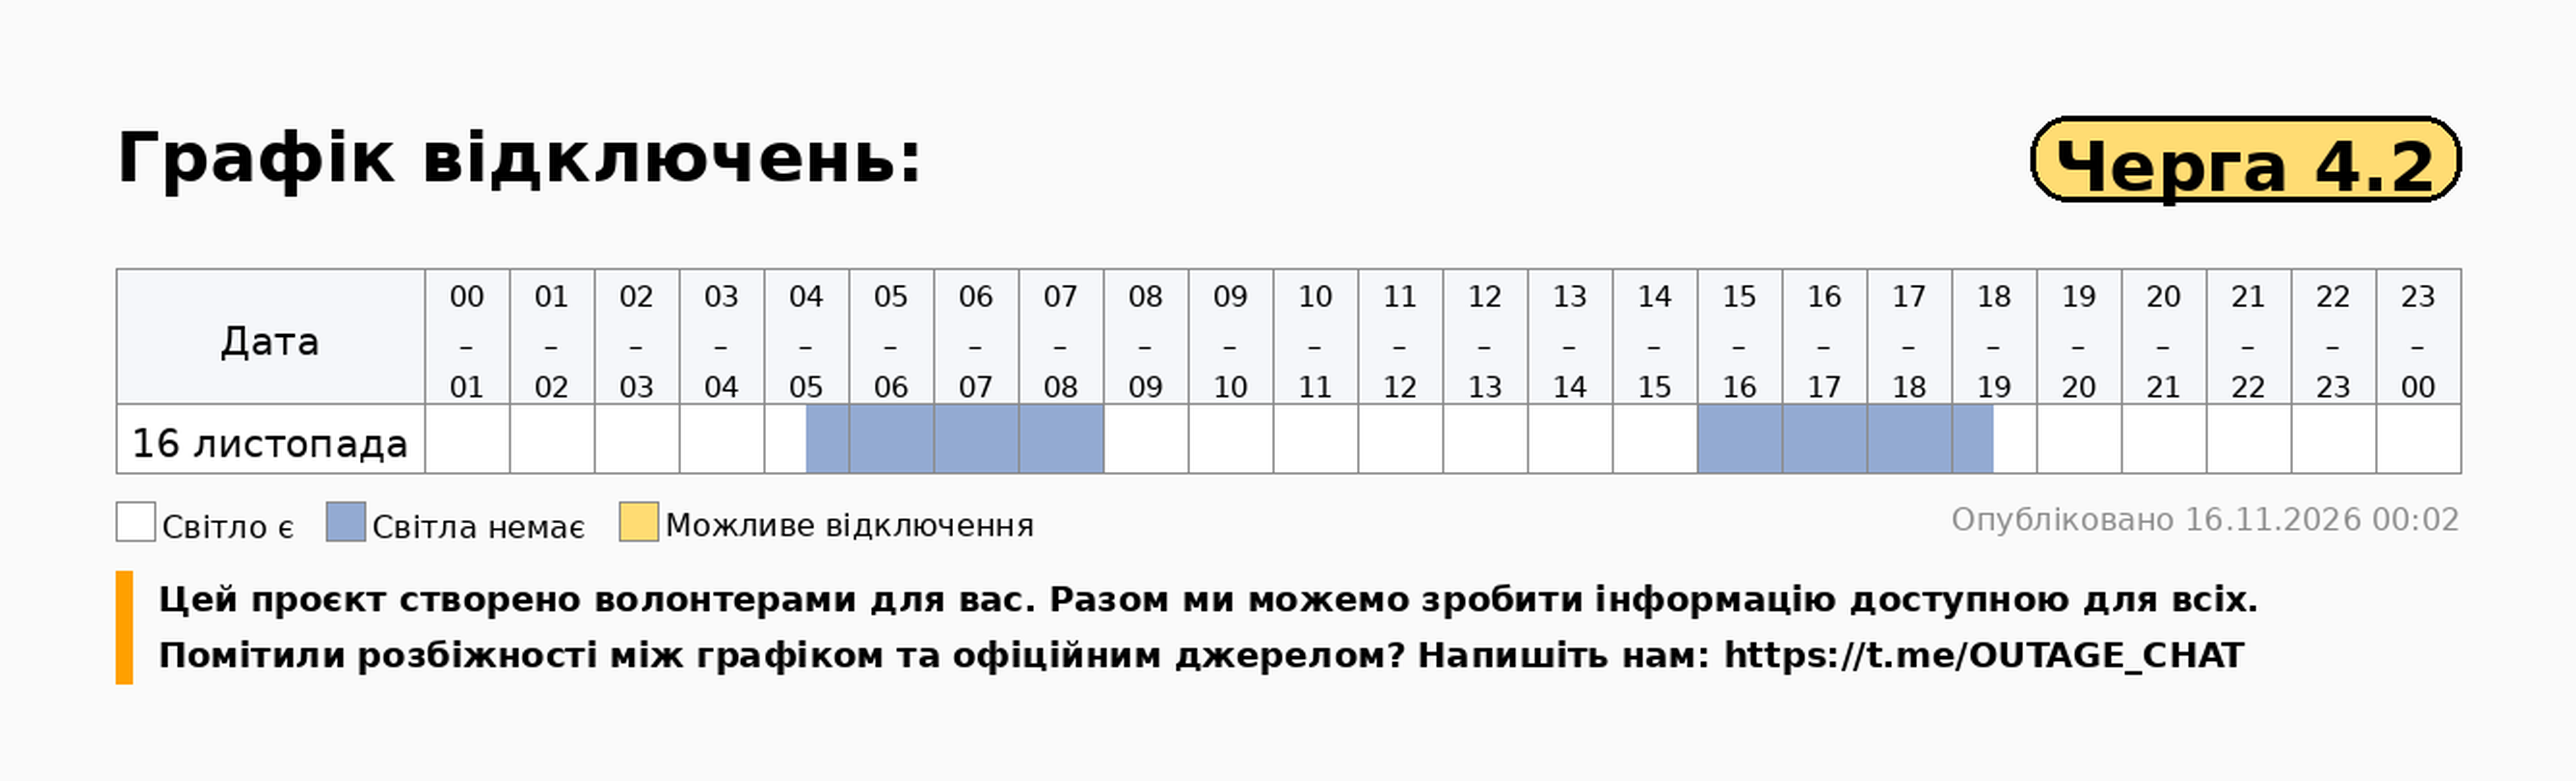 Графік відключень:
Черга 4.2
Дата 00 – 01 01 – 02 02 – 03 03 – 04 04 – 05 05 – 06 06 – 07 07 – 08 08 – 09 09 – 10 10 – 11 11 – 12 12 – 13 13 – 14 14 – 15 15 – 16 16 – 17 17 – 18 18 – 19 19 – 20 20 – 21 21 – 22 22 – 23 23 – 00
16 листопада
Світло є Світла немає Можливе відключення
Опубліковано 16.11.2026 00:02
Цей проєкт створено волонтерами для вас. Разом ми можемо зробити інформацію доступною для всіх.
Помітили розбіжності між графіком та офіційним джерелом? Напишіть нам: https://t.me/OUTAGE_CHAT